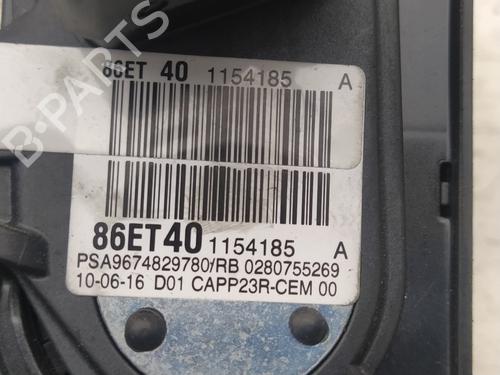 86ET 40 1154185 A
86ET40 1154185 A
PSA9674829780/RB 0280755269
10-06-16 D01 CAPP23R-CEM 00
B-PARTS